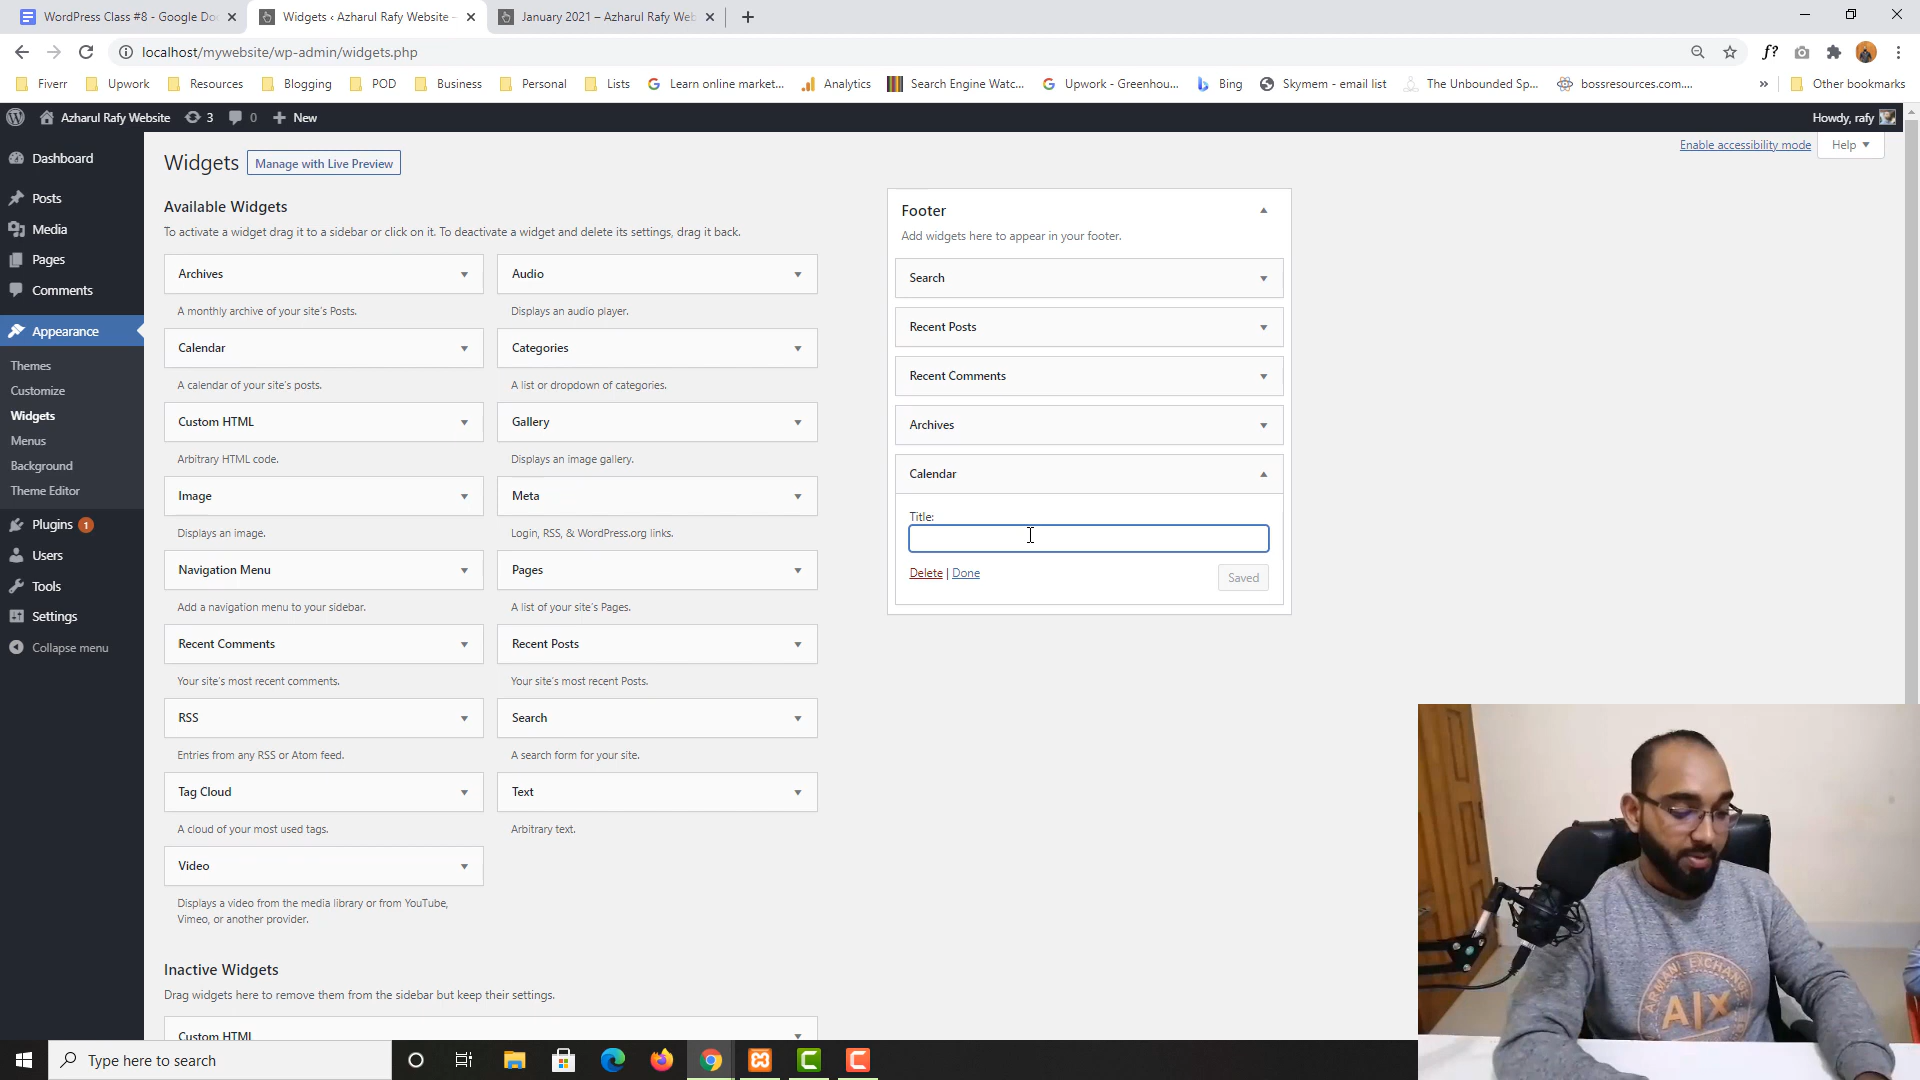 WordPress Class #8 - Google Do
Widgets ‹ Azharul Rafy Website –
January 2021 – Azharul Rafy Web
localhost/mywebsite/wp-admin/widgets.php
f?
Fiverr
Upwork
Resources
Blogging
POD
Business
Personal
Lists
Learn online market...
Analytics
Search Engine Watc...
Upwork - Greenhou...
Bing
Skymem - email list
The Unbounded Sp...
bossresources.com....
»
Other bookmarks
Azharul Rafy Website
3
0
New
Howdy, rafy
Dashboard
Posts
Media
Pages
Comments
Appearance
Themes
Customize
Widgets
Menus
Background
Theme Editor
Plugins 1
Users
Tools
Settings
Collapse menu
Widgets
Manage with Live Preview
Enable accessibility mode
Help
Available Widgets
To activate a widget drag it to a sidebar or click on it. To deactivate a widget and delete its settings, drag it back.
Archives
A monthly archive of your site's Posts.
Audio
Displays an audio player.
Calendar
A calendar of your site's posts.
Categories
A list or dropdown of categories.
Custom HTML
Arbitrary HTML code.
Gallery
Displays an image gallery.
Image
Displays an image.
Meta
Login, RSS, & WordPress.org links.
Navigation Menu
Add a navigation menu to your sidebar.
Pages
A list of your site's Pages.
Recent Comments
Your site's most recent comments.
Recent Posts
Your site's most recent Posts.
RSS
Entries from any RSS or Atom feed.
Search
A search form for your site.
Tag Cloud
A cloud of your most used tags.
Text
Arbitrary text.
Video
Displays a video from the media library or from YouTube,
Vimeo, or another provider.
Inactive Widgets
Drag widgets here to remove them from the sidebar but keep their settings.
Custom HTML
Footer
Add widgets here to appear in your footer.
Search
Recent Posts
Recent Comments
Archives
Calendar
Title:
Delete | Done
Saved
ARMANI EXCHANGE
A|X
Type here to search